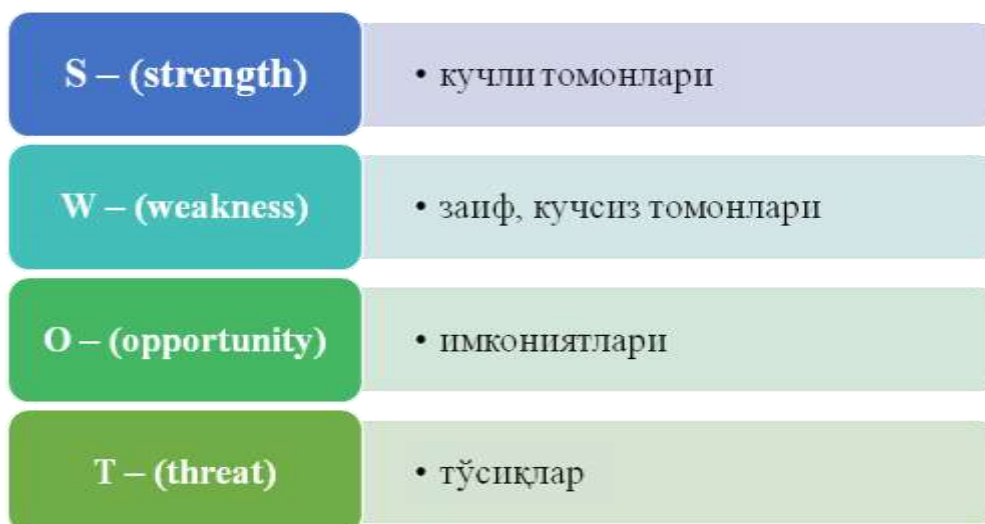 S – (strength)
• кучли томонлари
W – (weakness)
• заиф, кучсиз томонлари
O – (opportunity)
• имкониятлари
T – (threat)
• тўсиқлар